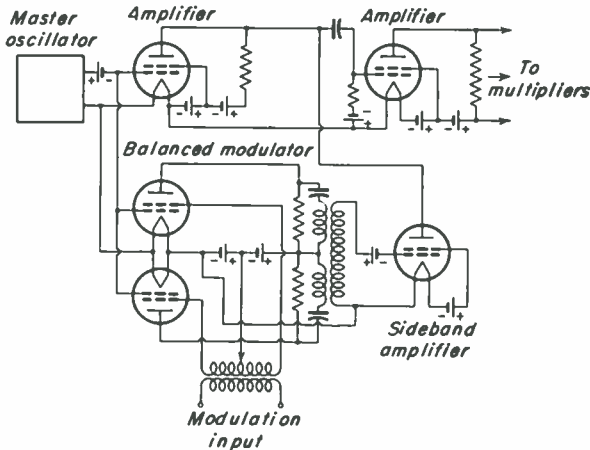 Master
oscillator
Amplifier
Amplifier
To
multipliers
Balanced modulator
Sideband
amplifier
Modulation
input